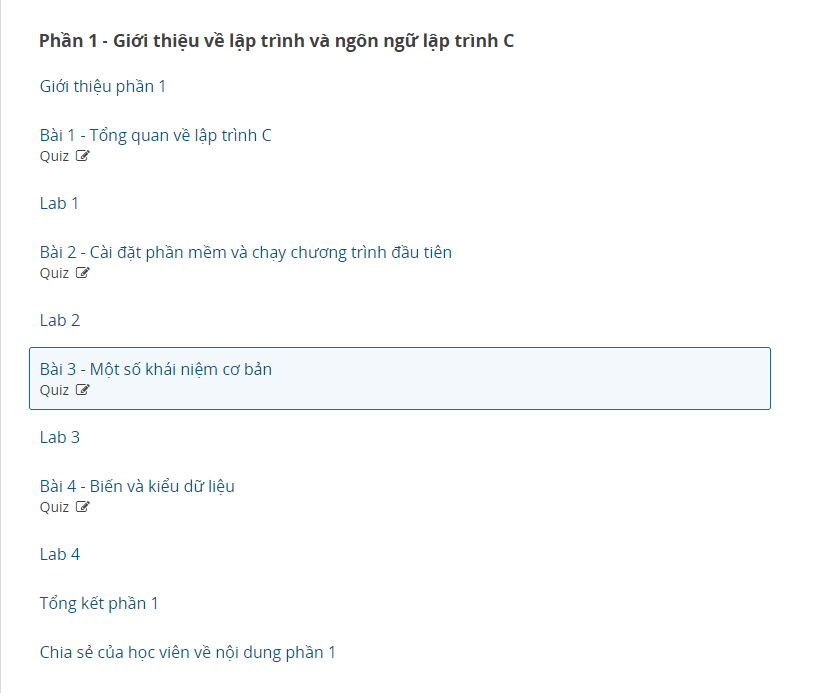 Phần 1 - Giới thiệu về lập trình và ngôn ngữ lập trình C
Giới thiệu phần 1
Bài 1 - Tổng quan về lập trình C
Quiz
Lab 1
Bài 2 - Cài đặt phần mềm và chạy chương trình đầu tiên
Quiz
Lab 2
Bài 3 - Một số khái niệm cơ bản
Quiz
Lab 3
Bài 4 - Biến và kiểu dữ liệu
Quiz
Lab 4
Tổng kết phần 1
Chia sẻ của học viên về nội dung phần 1